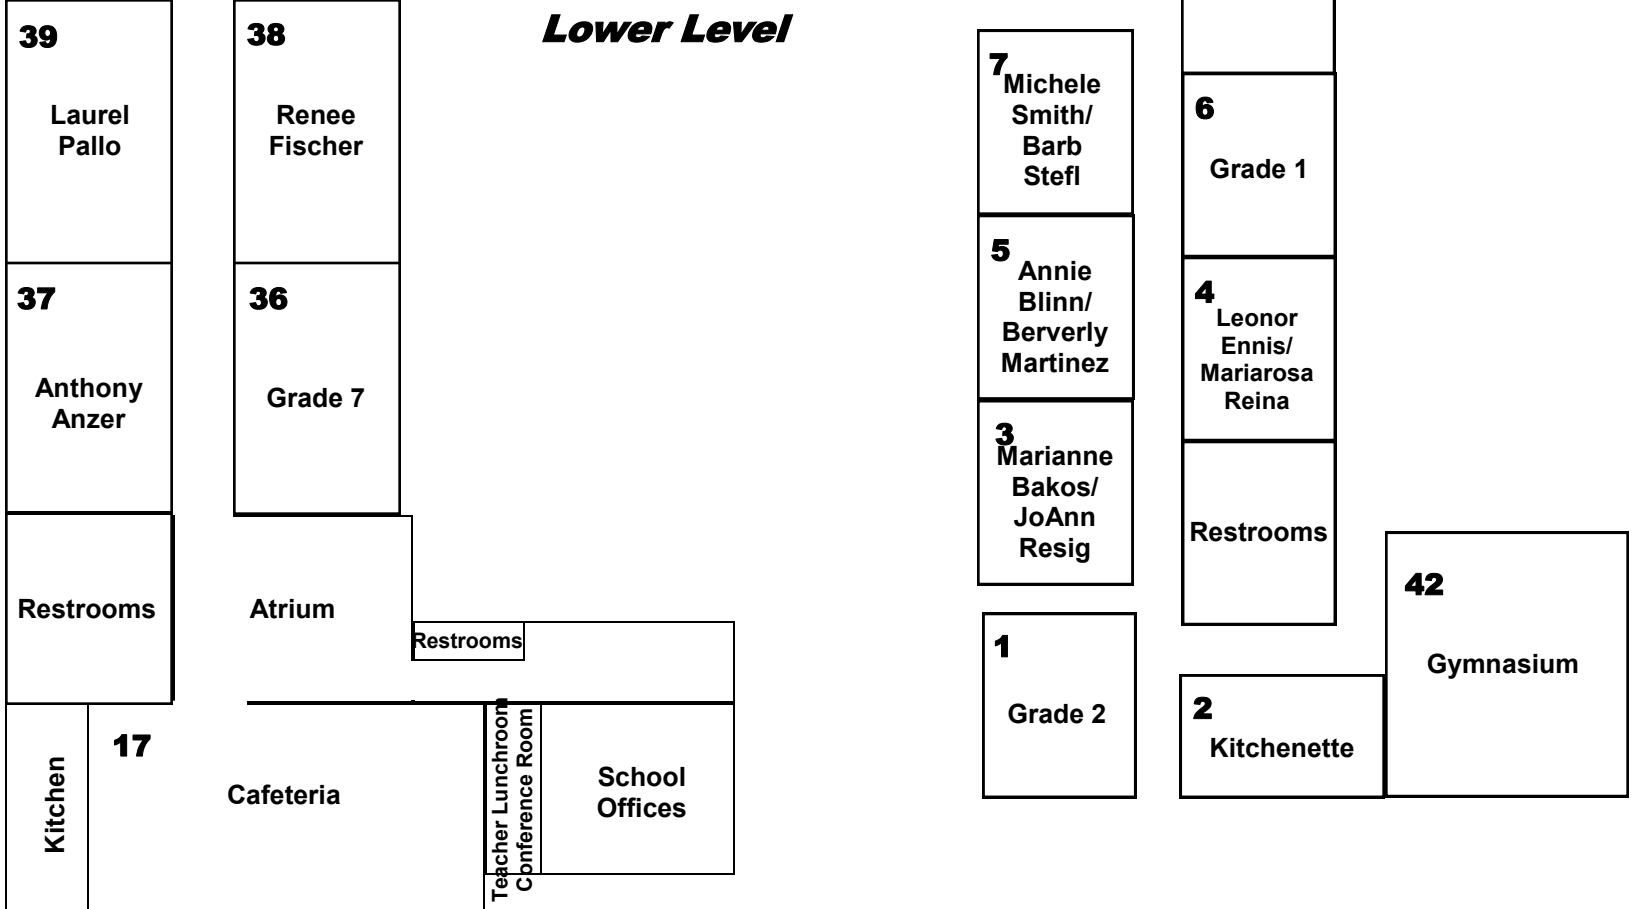 Lower Level
39
Laurel
Pallo
38
Renee
Fischer
37
Anthony
Anzer
36
Grade 7
Restrooms
Atrium
Restrooms
Kitchen
17
Cafeteria
Teacher Lunchroom
Conference Room
School
Offices
7
Michele
Smith/
Barb
Stefl
6
Grade 1
5
Annie
Blinn/
Berverly
Martinez
4
Leonor
Ennis/
Mariarosa
Reina
3
Marianne
Bakos/
JoAnn
Resig
Restrooms
1
Grade 2
2
Kitchenette
42
Gymnasium